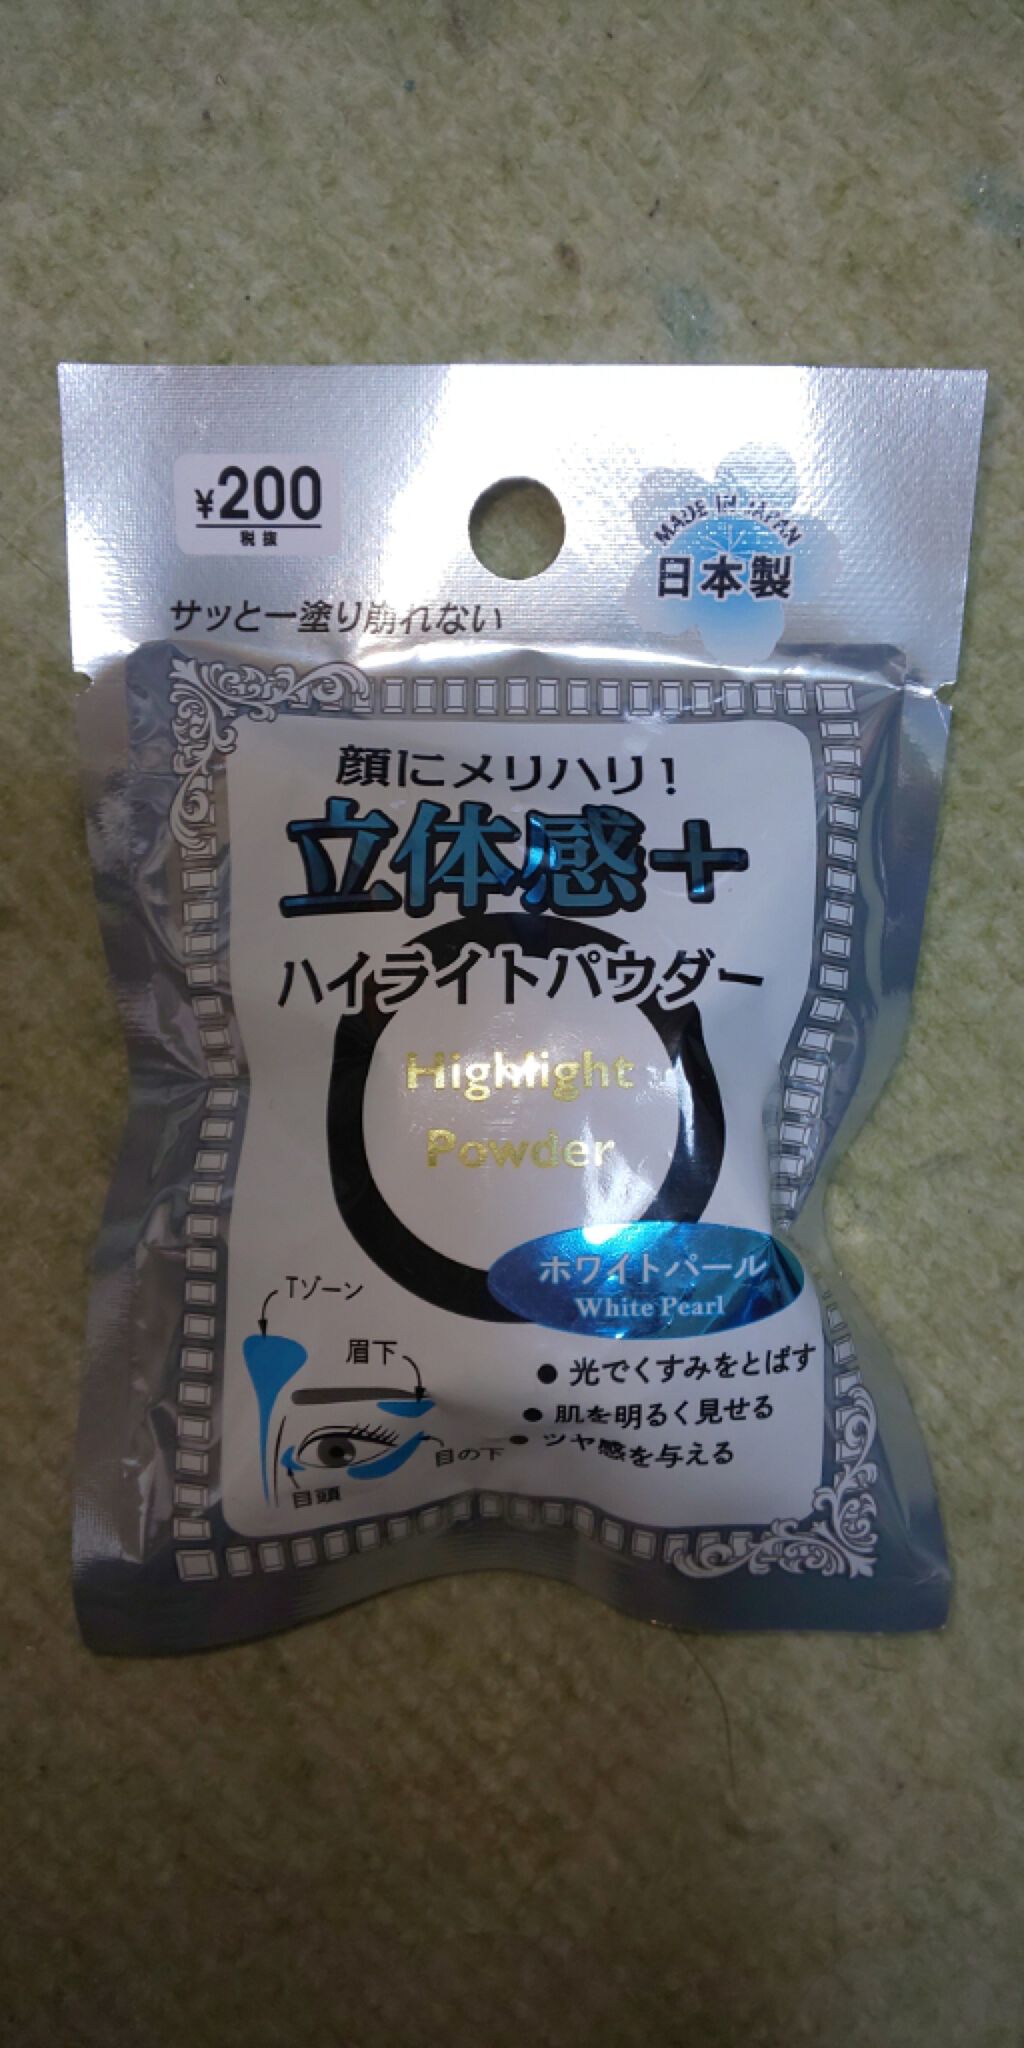 ¥200
税抜
MADE IN JAPAN
日本製
サッと一塗り崩れない
顔にメリハリ!
立体感+
ハイライトパウダー
Highlight
Powder
ホワイトパール
White Pearl
Tゾーン
眉下
目の下
目頭
● 光でくすみをとばす
● 肌を明るく見せる
● ツヤ感を与える